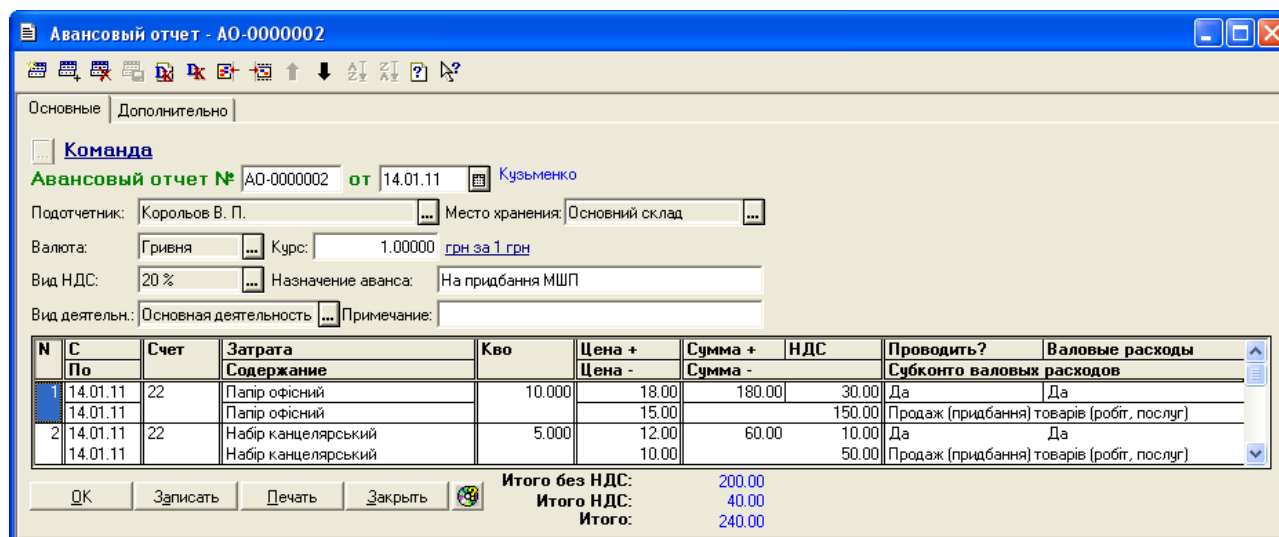 Авансовый отчет - АО-0000002
Основные Дополнительно
... Команда
Авансовый отчет № АО-0000002 от 14.01.11 Кузьменко
Подотчетник: Корольов В. П. ... Место хранения: Основний склад ...
Валюта: Гривня ... Курс: 1.00000 грн за 1 грн
Вид НДС: 20 % ... Назначение аванса: На придбання МШП
Вид деятельн.: Основная деятельность ... Примечание:
N С Счет Затрата Кво Цена + Сумма + НДС Проводить? Валовые расходы
По Содержание Цена - Сумма - Субконто валовых расходов
1 14.01.11 22 Папір офісний 10.000 18.00 180.00 30.00 Да Да
14.01.11 Папір офісний 15.00 150.00 Продаж (придбання) товарів (робіт, послуг)
2 14.01.11 22 Набір канцелярський 5.000 12.00 60.00 10.00 Да Да
14.01.11 Набір канцелярський 10.00 50.00 Продаж (придбання) товарів (робіт, послуг)
OK Записать Печать Закрыть
Итого без НДС: 200.00
Итого НДС: 40.00
Итого: 240.00